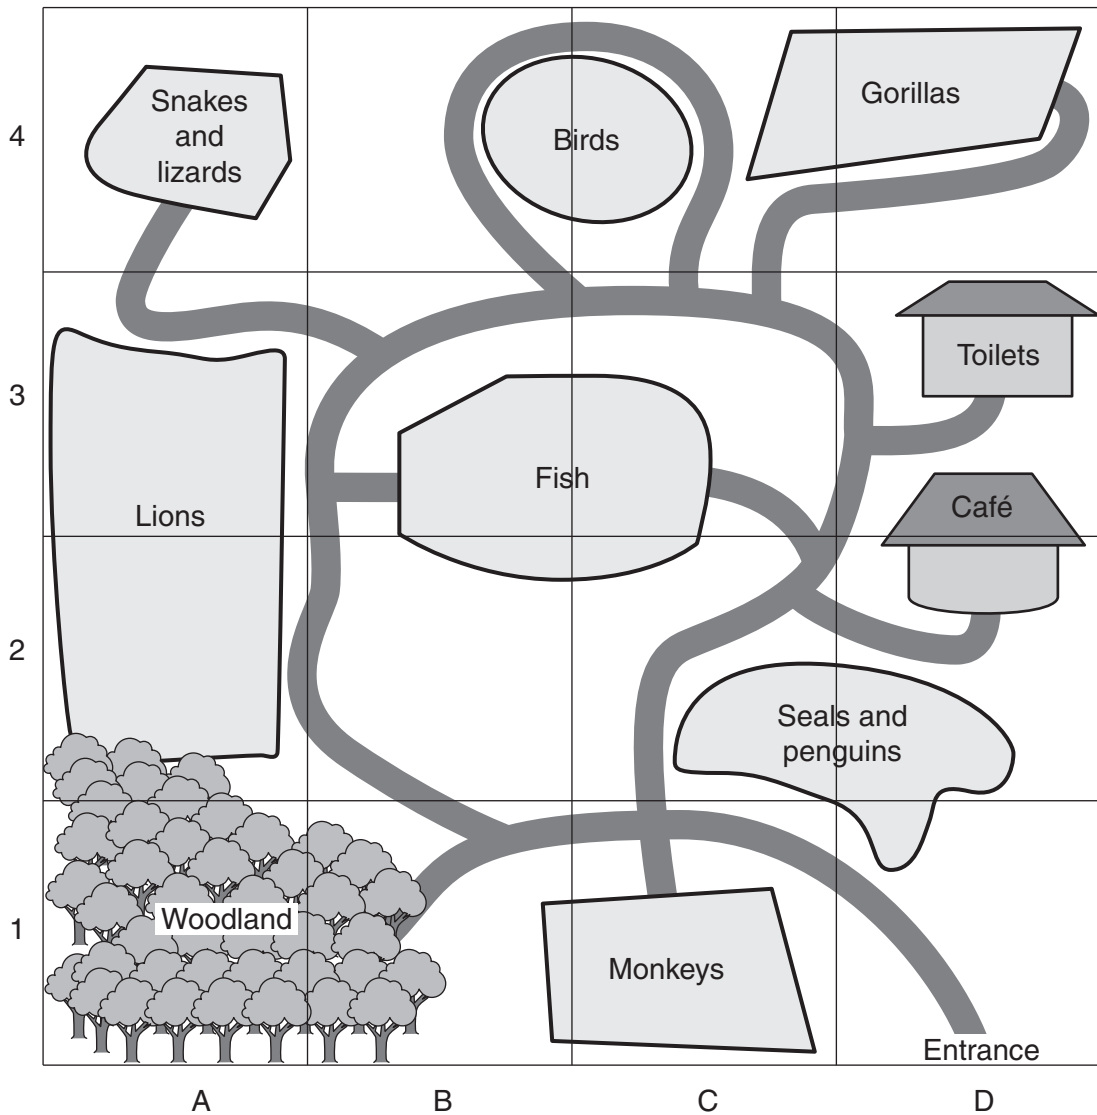 4
Snakes
and
lizards
Birds
Gorillas
3
Toilets
Lions
Fish
Café
2
Seals and
penguins
1
Woodland
Monkeys
Entrance
A B C D